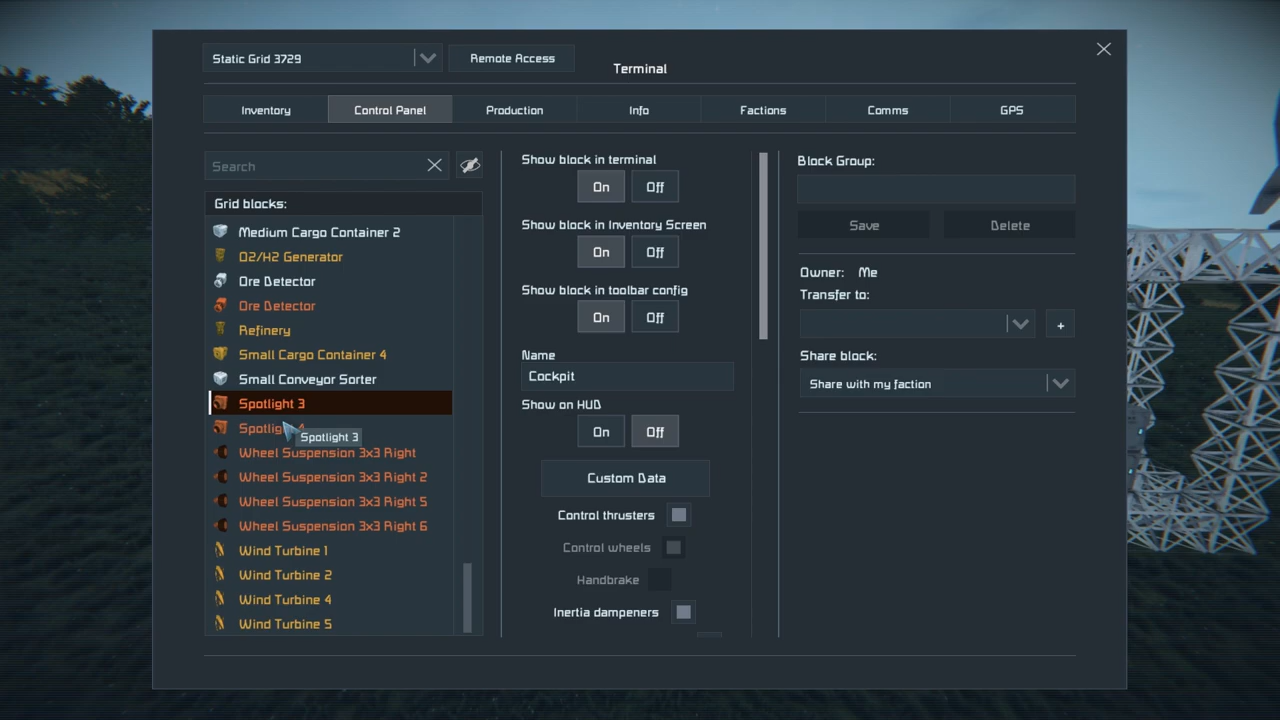 Static Grid 3729
Remote Access
Terminal
Inventory
Control Panel
Production
Info
Factions
Comms
GPS
Search
Grid blocks:
Medium Cargo Container 2
O2/H2 Generator
Ore Detector
Ore Detector
Refinery
Small Cargo Container 4
Small Conveyor Sorter
Spotlight 3
Spotlig 4
Spotlight 3
Wheel Suspension 3x3 Right
Wheel Suspension 3x3 Right 2
Wheel Suspension 3x3 Right 5
Wheel Suspension 3x3 Right 6
Wind Turbine 1
Wind Turbine 2
Wind Turbine 4
Wind Turbine 5
Show block in terminal
On Off
Show block in Inventory Screen
On Off
Show block in toolbar config
On Off
Name
Cockpit
Show on HUD
On Off
Custom Data
Control thrusters
Control wheels
Handbrake
Inertia dampeners
Block Group:
Save
Delete
Owner: Me
Transfer to:
+
Share block:
Share with my faction